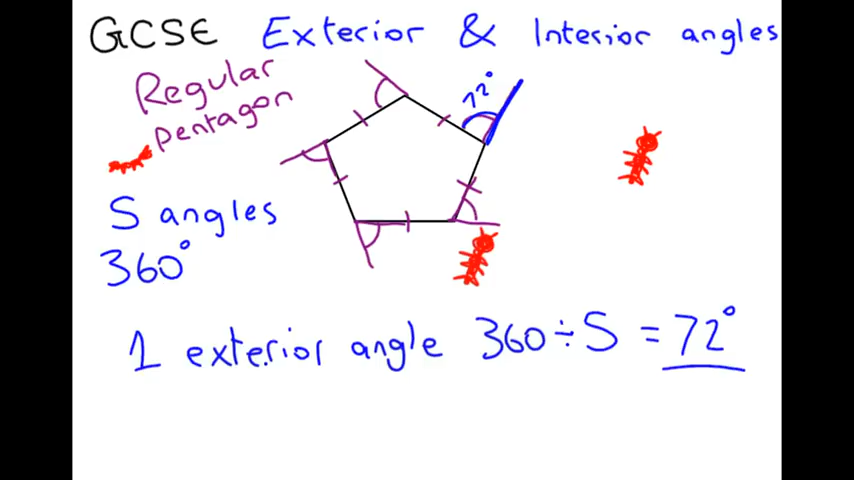 GCSE Exterior & Interior angles
Regular
Pentagon
72°
5 angles
360°
1 exterior angle 360 ÷ 5 = 72°